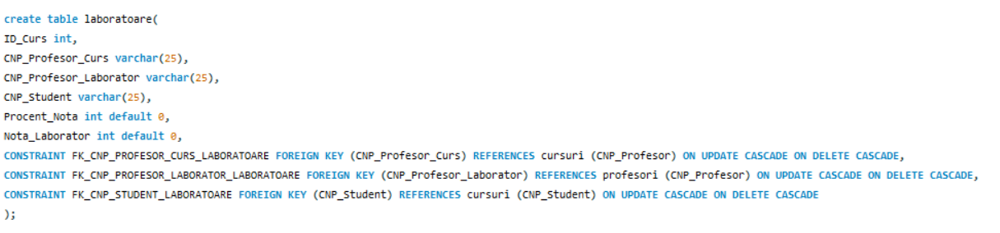 create table laboratoare(
ID_Curs int,
CNP_Profesor_Curs varchar(25),
CNP_Profesor_Laborator varchar(25),
CNP_Student varchar(25),
Procent_Nota int default 0,
Nota_Laborator int default 0,
CONSTRAINT FK_CNP_PROFESOR_CURS_LABORATOARE FOREIGN KEY (CNP_Profesor_Curs) REFERENCES cursuri (CNP_Profesor) ON UPDATE CASCADE ON DELETE CASCADE,
CONSTRAINT FK_CNP_PROFESOR_LABORATOR_LABORATOARE FOREIGN KEY (CNP_Profesor_Laborator) REFERENCES profesori (CNP_Profesor) ON UPDATE CASCADE ON DELETE CASCADE,
CONSTRAINT FK_CNP_STUDENT_LABORATOARE FOREIGN KEY (CNP_Student) REFERENCES cursuri (CNP_Student) ON UPDATE CASCADE ON DELETE CASCADE
);